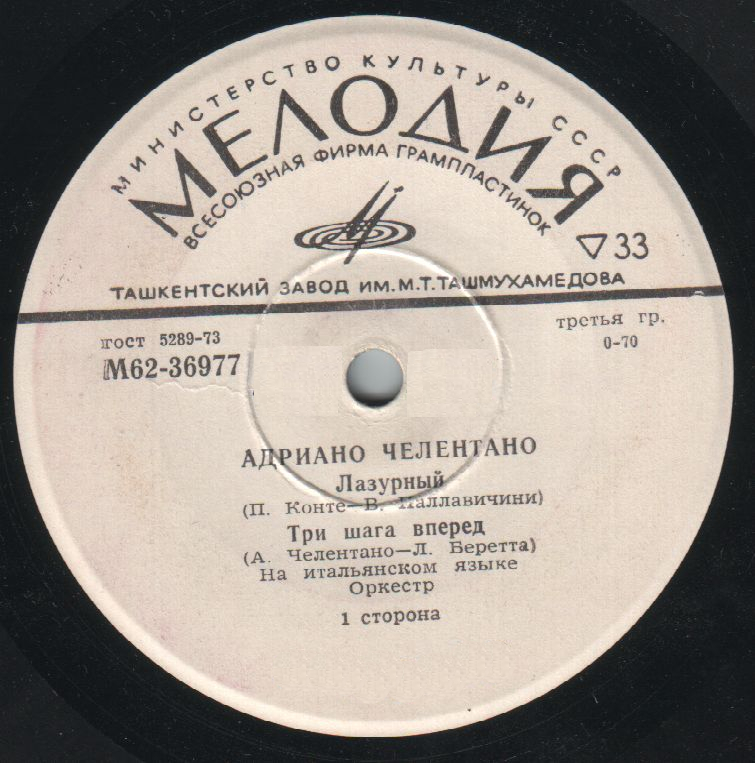 МИНИСТЕРСТВО КУЛЬТУРЫ СССР
МЕЛОДИЯ
ВСЕСОЮЗНАЯ ФИРМА ГРАМПЛАСТИНОК
▽33
ТАШКЕНТСКИЙ ЗАВОД ИМ. М.Т. ТАШМУХАМЕДОВА
гост 5289-73
третья гр.
М62-36977
0-70
АДРИАНО ЧЕЛЕНТАНО
Лазурный
(П. Конте—В. Паллавичини)
Три шага вперед
(А. Челентано—Л. Беретта)
На итальянском языке
Оркестр
1 сторона